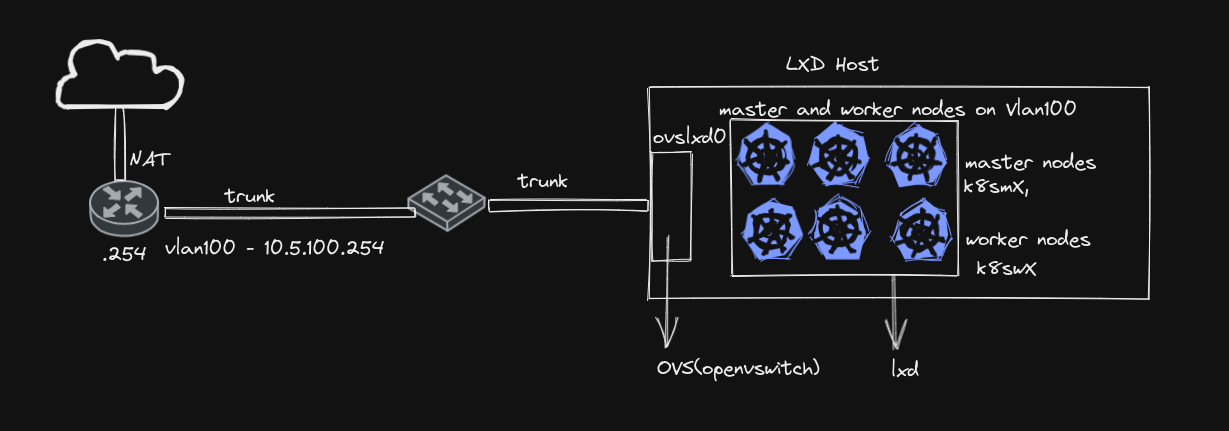 LXD Host
master and worker nodes on Vlan100
ovslxd0
NAT
master nodes
k8smX,
trunk
trunk
.254
vlan100 - 10.5.100.254
worker nodes
k8swX
OVS(openvswitch)
lxd